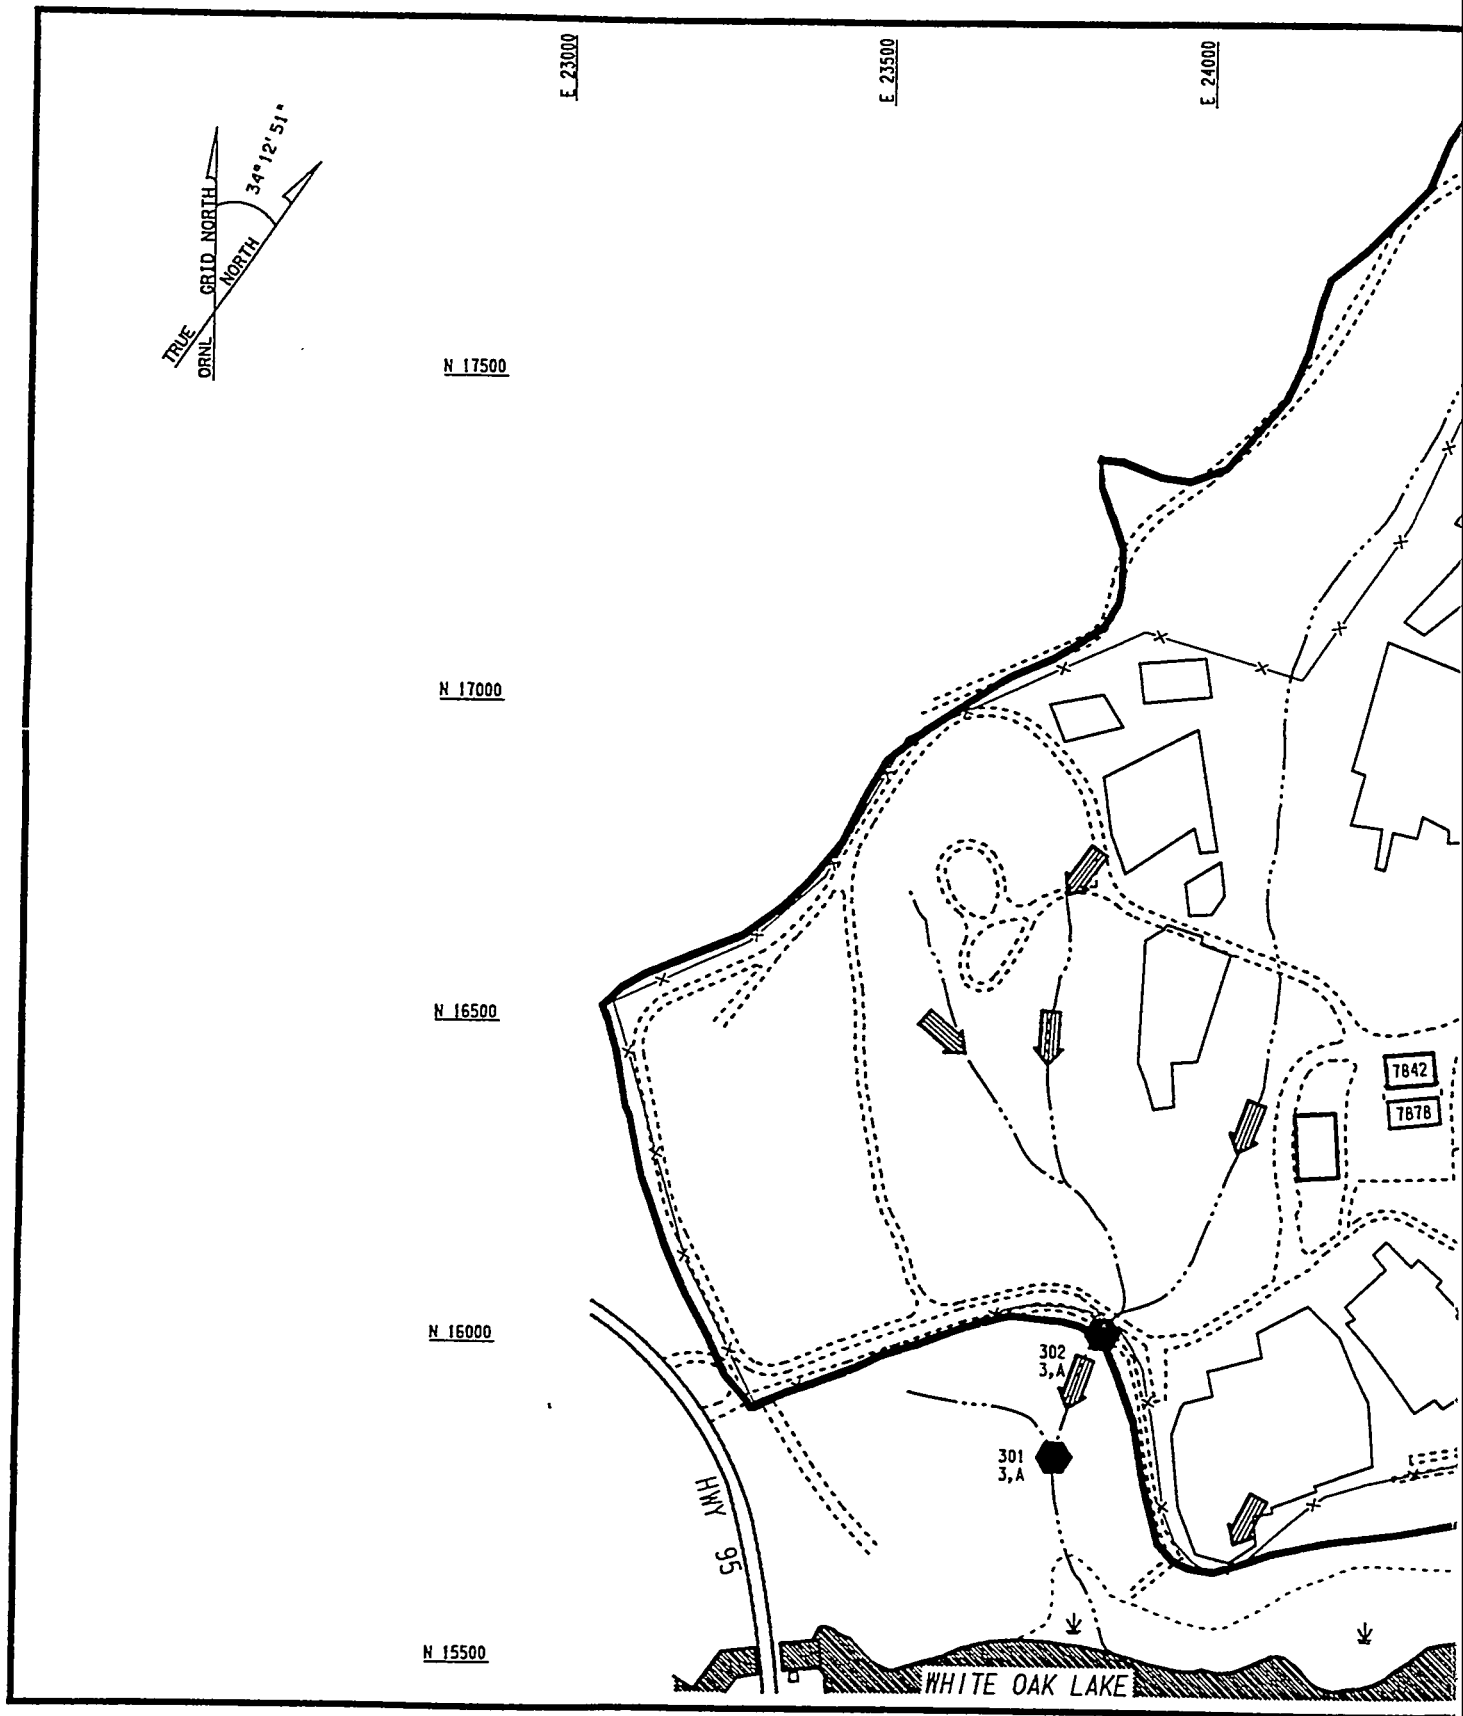 E 23000
E 23500
E 24000
34°12'51"
ORNL GRID NORTH
TRUE NORTH
N 17500
N 17000
N 16500
7842
7878
N 16000
302
3,A
301
3,A
HWY 95
N 15500
WHITE OAK LAKE